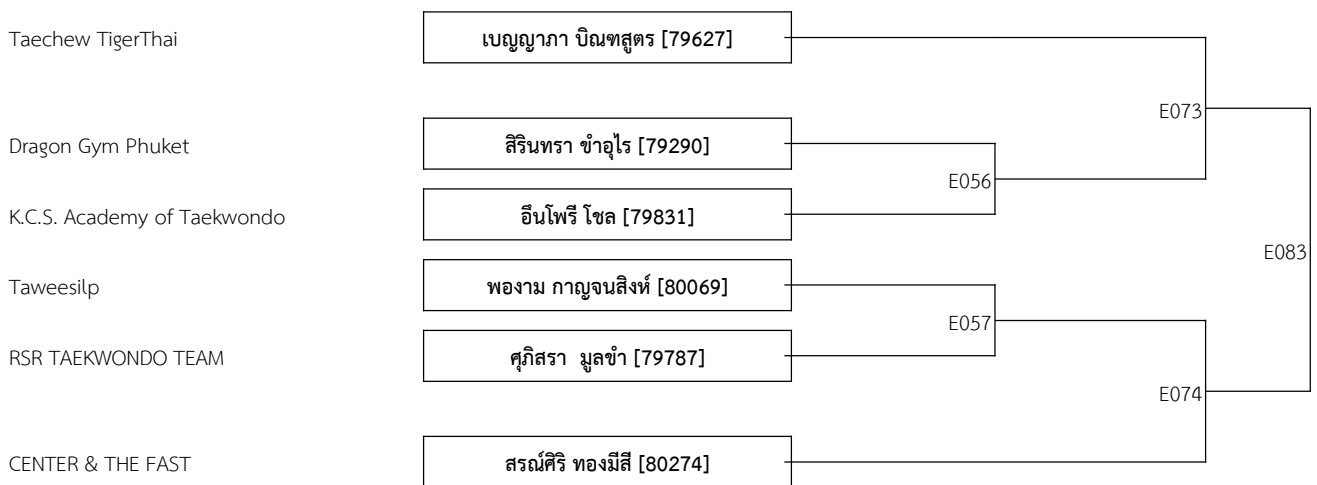 Taechew TigerThai เบญญาภา บิณฑสูตร [79627]
E073
Dragon Gym Phuket สิรินทรา ขำอุไร [79290]
E056
K.C.S. Academy of Taekwondo อึนโพรี โชล [79831]
E083
Taweesilp พองาม กาญจนสิงห์ [80069]
E057
RSR TAEKWONDO TEAM ศุภิสรา มูลขำ [79787]
E074
CENTER & THE FAST สรณ์ศิริ ทองมีสี [80274]